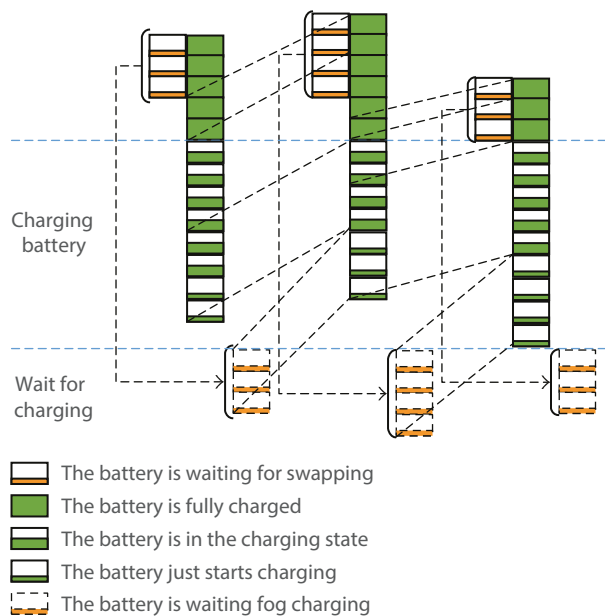 Charging
battery
Wait for
charging
The battery is waiting for swapping
The battery is fully charged
The battery is in the charging state
The battery just starts charging
The battery is waiting fog charging